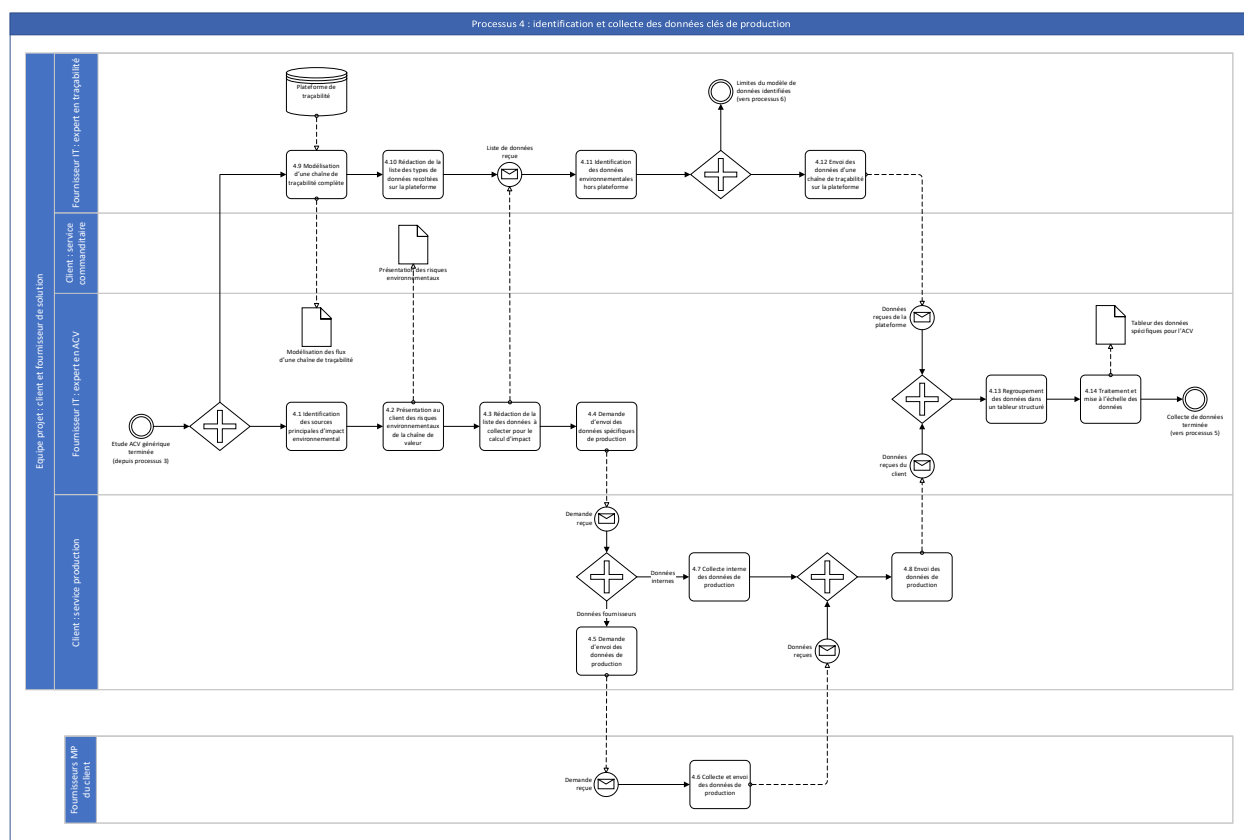 Processus 4 : identification et collecte des données clés de production
Equipe projet : client et fournisseur de solution
Fournisseur IT : expert en traçabilité
Plateforme de
traçabilité
4.9 Modélisation
d'une chaîne de
traçabilité complète
4.10 Rédaction de la
liste des types de
données recoltées
sur la plateforme
Liste de données
reçue
4.11 Identification
des données
environnementales
hors plateforme
Limites du modèle de
données identifiées
(vers processus 6)
4.12 Envoi des
données d'une
chaîne de traçabilité
sur la plateforme
Client : service
commanditaire
Présentation des risques
environnementaux
Fournisseur IT : expert en ACV
Modélisation des flux
d'une chaîne de traçabilité
Données
reçues de la
plateforme
Tableur des données
spécifiques pour l'ACV
Etude ACV générique
terminée
(depuis processus 3)
4.1 Identification
des sources
principales d'impact
environnemental
4.2 Présentation au
client des risques
environnementaux
de la chaîne de
valeur
4.3 Rédaction de la
liste des données à
collecter pour le
calcul d'impact
4.4 Demande
d'envoi des
données spécifiques
de production
4.13 Regroupement
des données dans
un tableur structuré
4.14 Traitement et
mise à l'échelle des
données
Collecte de données
terminée
(vers processus 5)
Données
reçues du
client
Client : service production
Demande
reçue
Données
internes
4.7 Collecte interne
des données de
production
4.8 Envoi des
données de
production
Données fournisseurs
4.5 Demande
d'envoi des
données de
production
Données
reçues
Fournisseurs MP
du client
Demande
reçue
4.6 Collecte et envoi
des données de
production